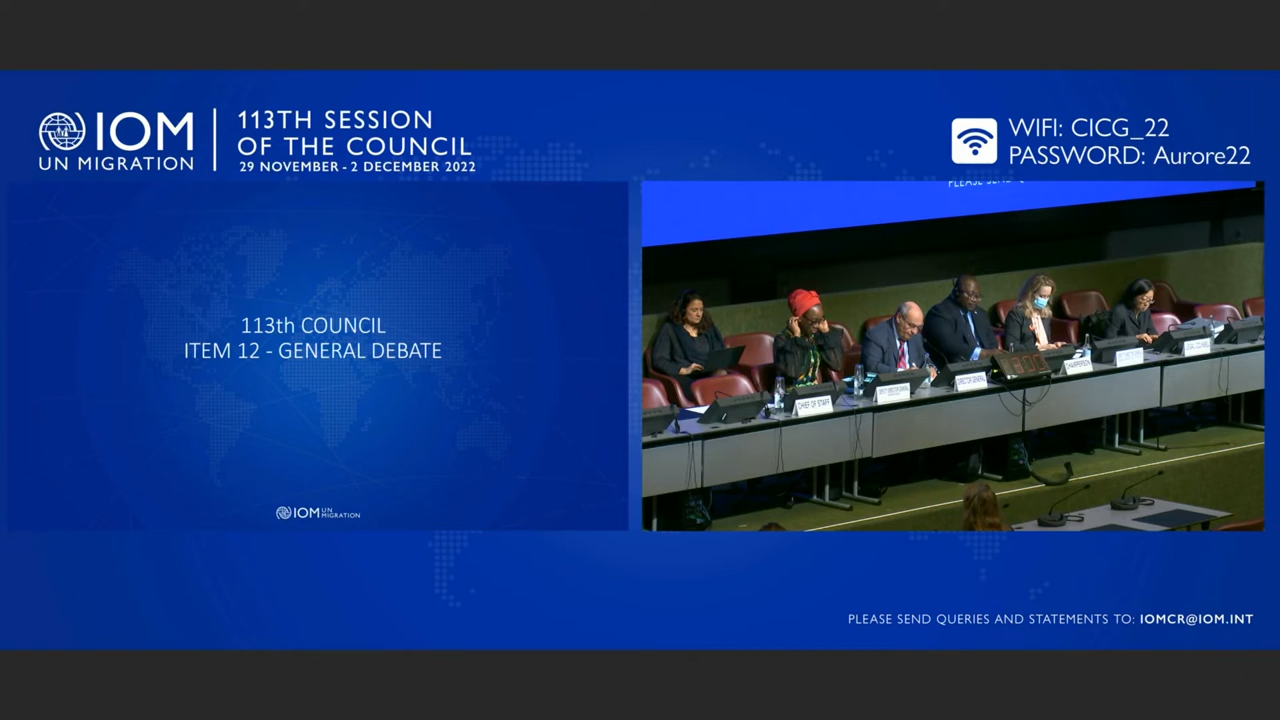 IOM
UN MIGRATION
113TH SESSION
OF THE COUNCIL
29 NOVEMBER - 2 DECEMBER 2022
WIFI: CICG_22
PASSWORD: Aurore22
113th COUNCIL
ITEM 12 - GENERAL DEBATE
IOM UN
MIGRATION
PLEASE SEND
CHIEF OF STAFF
DIRECTOR GENERAL
CHAIRPERSON
PLEASE SEND QUERIES AND STATEMENTS TO: IOMCR@IOM.INT